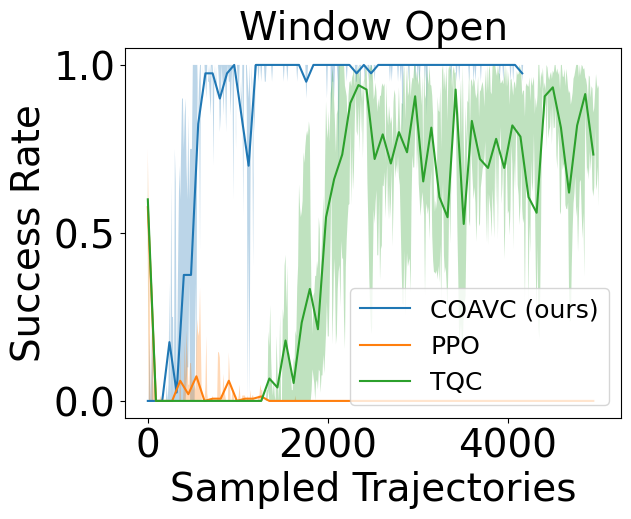 Window Open
Success Rate
1.0
0.5
0.0
COAVC (ours)
PPO
TQC
0
2000
4000
Sampled Trajectories